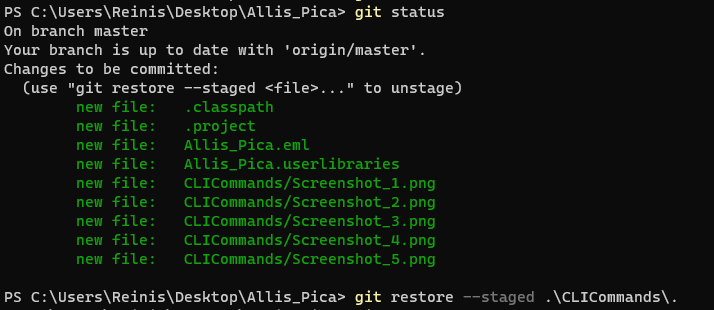 PS C:\Users\Reinis\Desktop\Allis_Pica> git status
On branch master
Your branch is up to date with 'origin/master'.
Changes to be committed:
  (use "git restore --staged <file>..." to unstage)
        new file:   .classpath
        new file:   .project
        new file:   Allis_Pica.eml
        new file:   Allis_Pica.userlibraries
        new file:   CLICommands/Screenshot_1.png
        new file:   CLICommands/Screenshot_2.png
        new file:   CLICommands/Screenshot_3.png
        new file:   CLICommands/Screenshot_4.png
        new file:   CLICommands/Screenshot_5.png

PS C:\Users\Reinis\Desktop\Allis_Pica> git restore --staged .\CLICommands\.